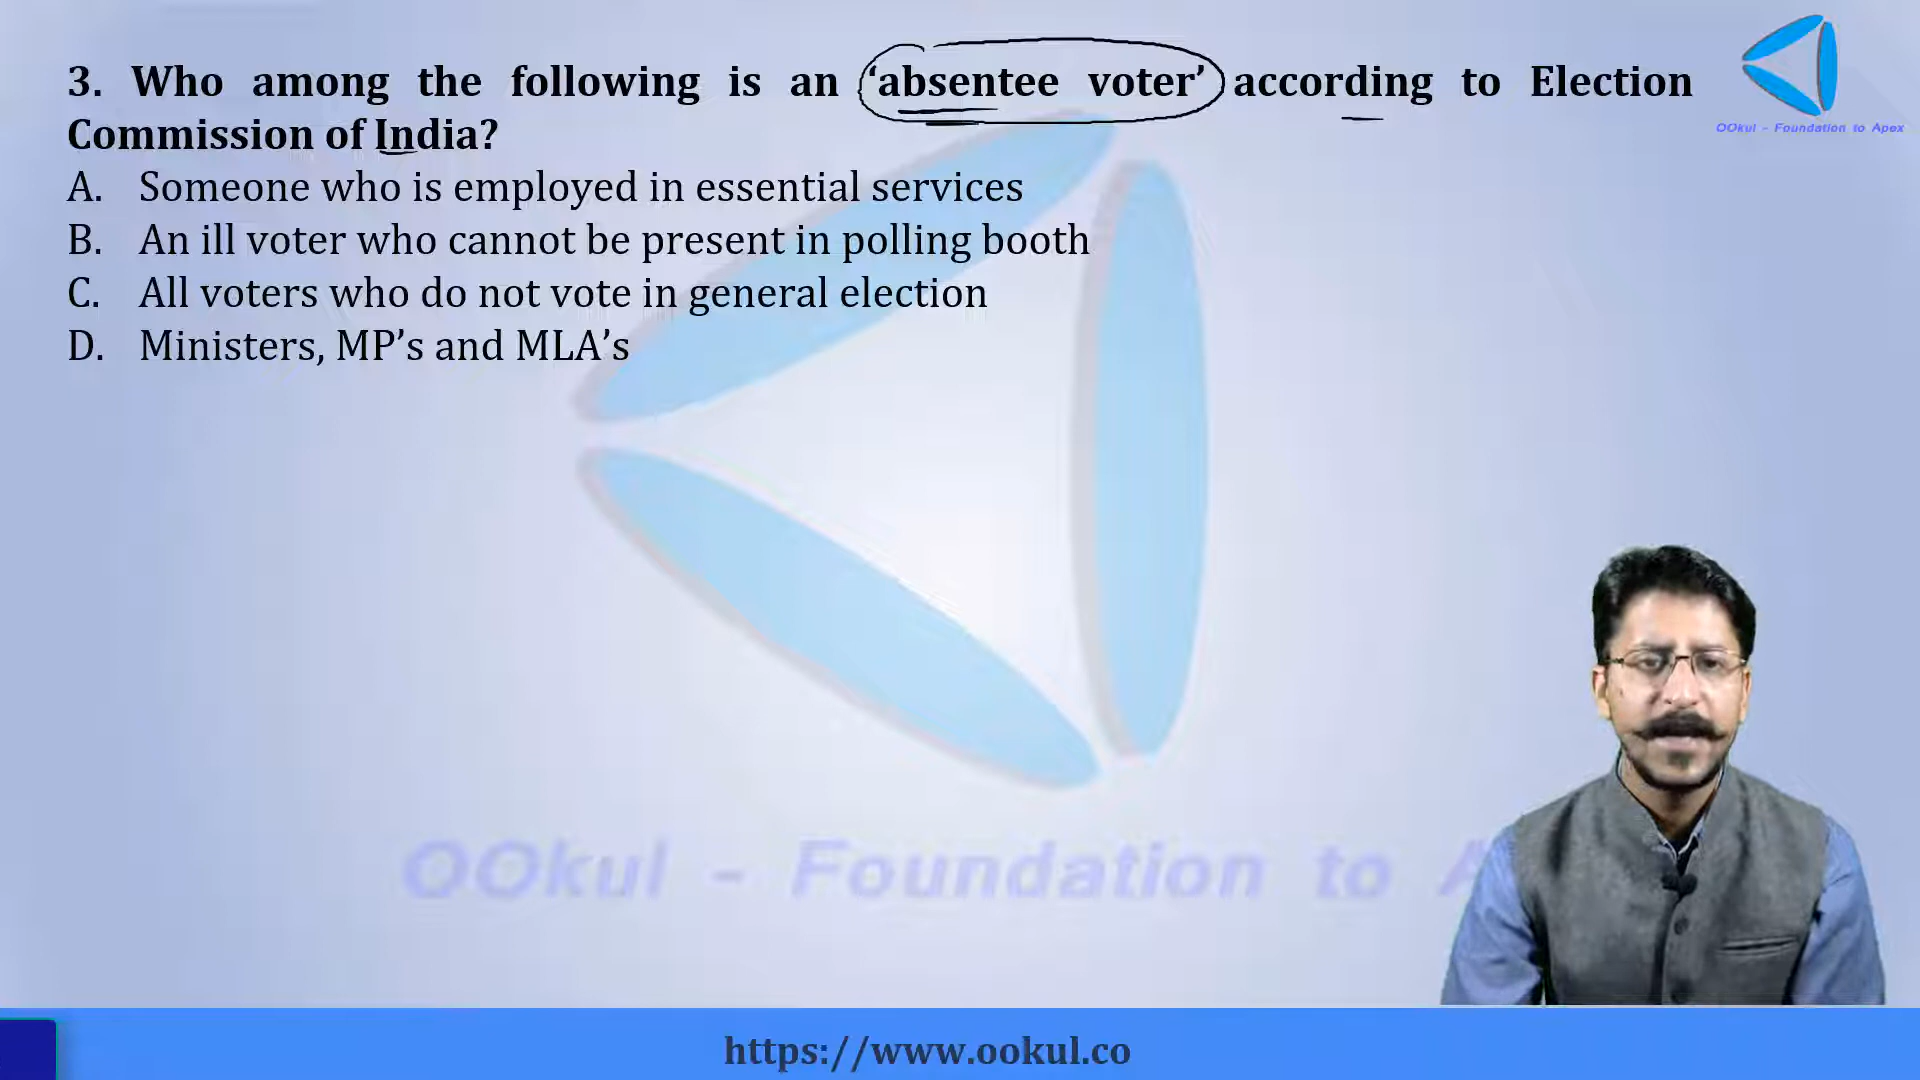 3. Who among the following is an ‘absentee voter’ according to Election
Commission of India?
A. Someone who is employed in essential services
B. An ill voter who cannot be present in polling booth
C. All voters who do not vote in general election
D. Ministers, MP’s and MLA’s
OOkul - Foundation to Apex
OOkul - Foundation to A
https://www.ookul.co